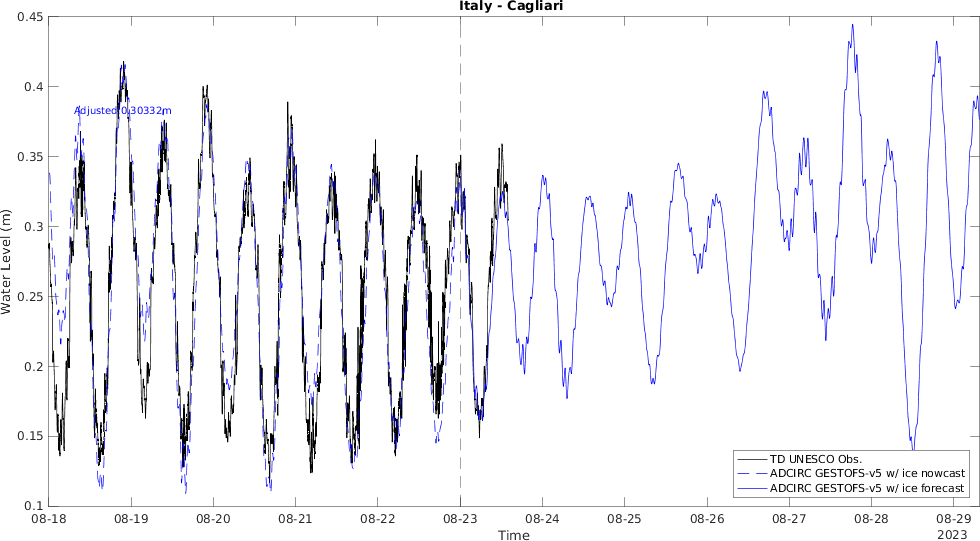 Italy - Cagliari
0.45
0.4
0.35
0.3
0.25
0.2
0.15
0.1
Water Level (m)
Adjusted 0.30332m
TD UNESCO Obs.
ADCIRC GESTOFS-v5 w/ ice nowcast
ADCIRC GESTOFS-v5 w/ ice forecast
08-18 08-19 08-20 08-21 08-22 08-23 08-24 08-25 08-26 08-27 08-28 08-29
Time
2023